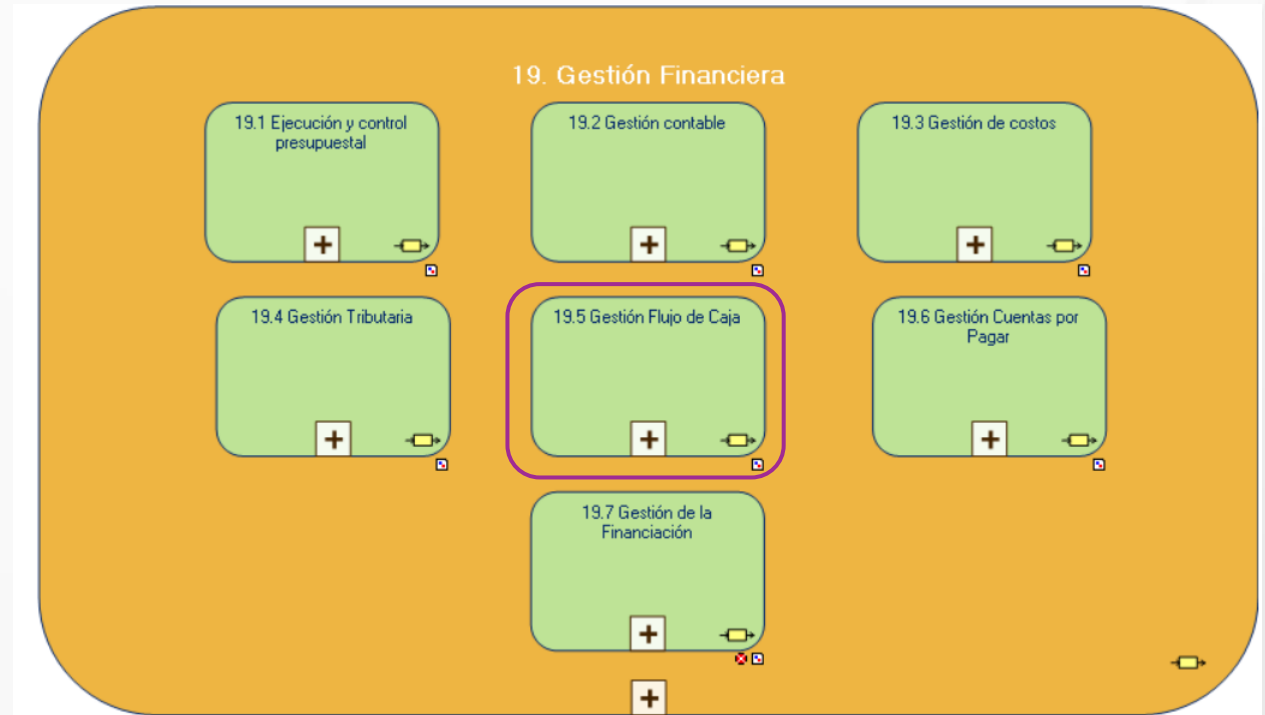 19. Gestión Financiera
19.1 Ejecución y control
presupuestal
19.2 Gestión contable
19.3 Gestión de costos
19.4 Gestión Tributaria
19.5 Gestión Flujo de Caja
19.6 Gestión Cuentas por
Pagar
19.7 Gestión de la
Financiación